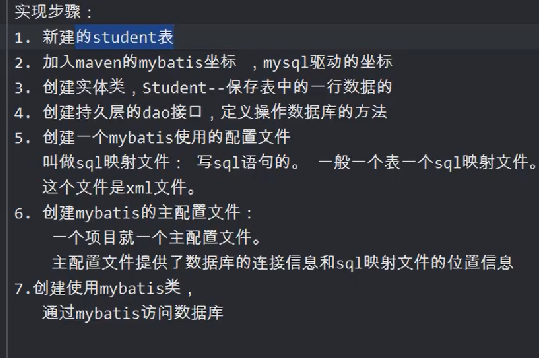 实现步骤：
1. 新建的student表
2. 加入maven的mybatis坐标 ，mysql驱动的坐标
3. 创建实体类，Student--保存表中的一行数据的
4. 创建持久层的dao接口，定义操作数据库的方法
5. 创建一个mybatis使用的配置文件
叫做sql映射文件： 写sql语句的。 一般一个表一个sql映射文件。
这个文件是xml文件。
6. 创建mybatis的主配置文件：
一个项目就一个主配置文件。
主配置文件提供了数据库的连接信息和sql映射文件的位置信息
7.创建使用mybatis类，
通过mybatis访问数据库